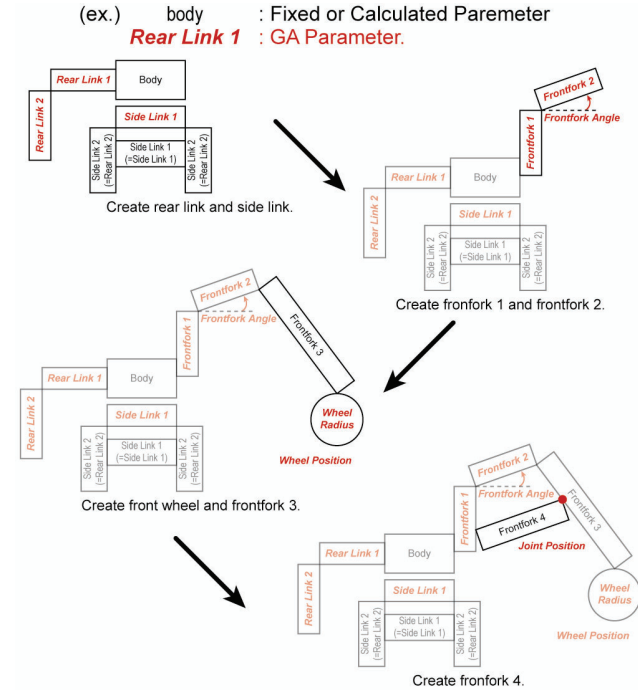 (ex.) body : Fixed or Calculated Paremeter
Rear Link 1 : GA Parameter.
Rear Link 1
Body
Rear Link 2
Side Link 1
Side Link 2
(=Rear Link 2)
Side Link 1
(=Side Link 1)
Side Link 2
(=Rear Link 2)
Create rear link and side link.
Frontfork 2
Frontfork Angle
Frontfork 1
Rear Link 1
Body
Rear Link 2
Side Link 1
Side Link 2
(=Rear Link 2)
Side Link 1
(=Side Link 1)
Side Link 2
(=Rear Link 2)
Create fronfork 1 and frontfork 2.
Frontfork 2
Frontfork Angle
Frontfork 1
Frontfork 3
Rear Link 1
Body
Rear Link 2
Side Link 1
Side Link 2
(=Rear Link 2)
Side Link 1
(=Side Link 1)
Side Link 2
(=Rear Link 2)
Wheel
Radius
Wheel Position
Create front wheel and frontfork 3.
Frontfork 2
Frontfork Angle
Frontfork 1
Frontfork 3
Frontfork 4
Joint Position
Rear Link 1
Body
Rear Link 2
Side Link 1
Side Link 2
(=Rear Link 2)
Side Link 1
(=Side Link 1)
Side Link 2
(=Rear Link 2)
Wheel
Radius
Wheel Position
Create fronfork 4.